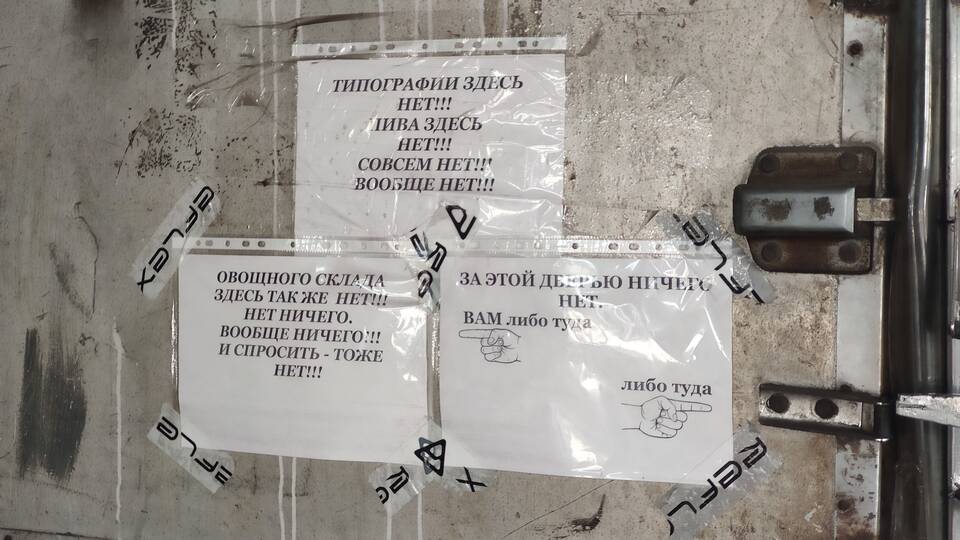 ТИПОГРАФИИ ЗДЕСЬ
НЕТ!!!
ПИВА ЗДЕСЬ
НЕТ!!!
СОВСЕМ НЕТ!!!
ВООБЩЕ НЕТ!!!
ОВОЩНОГО СКЛАДА
ЗДЕСЬ ТАК ЖЕ НЕТ!!!
НЕТ НИЧЕГО.
ВООБЩЕ НИЧЕГО!!!
И СПРОСИТЬ - ТОЖЕ
НЕТ!!!
ЗА ЭТОЙ ДВЕРЬЮ НИЧЕГО
НЕТ.
ВАМ либо туда
либо туда
REFL